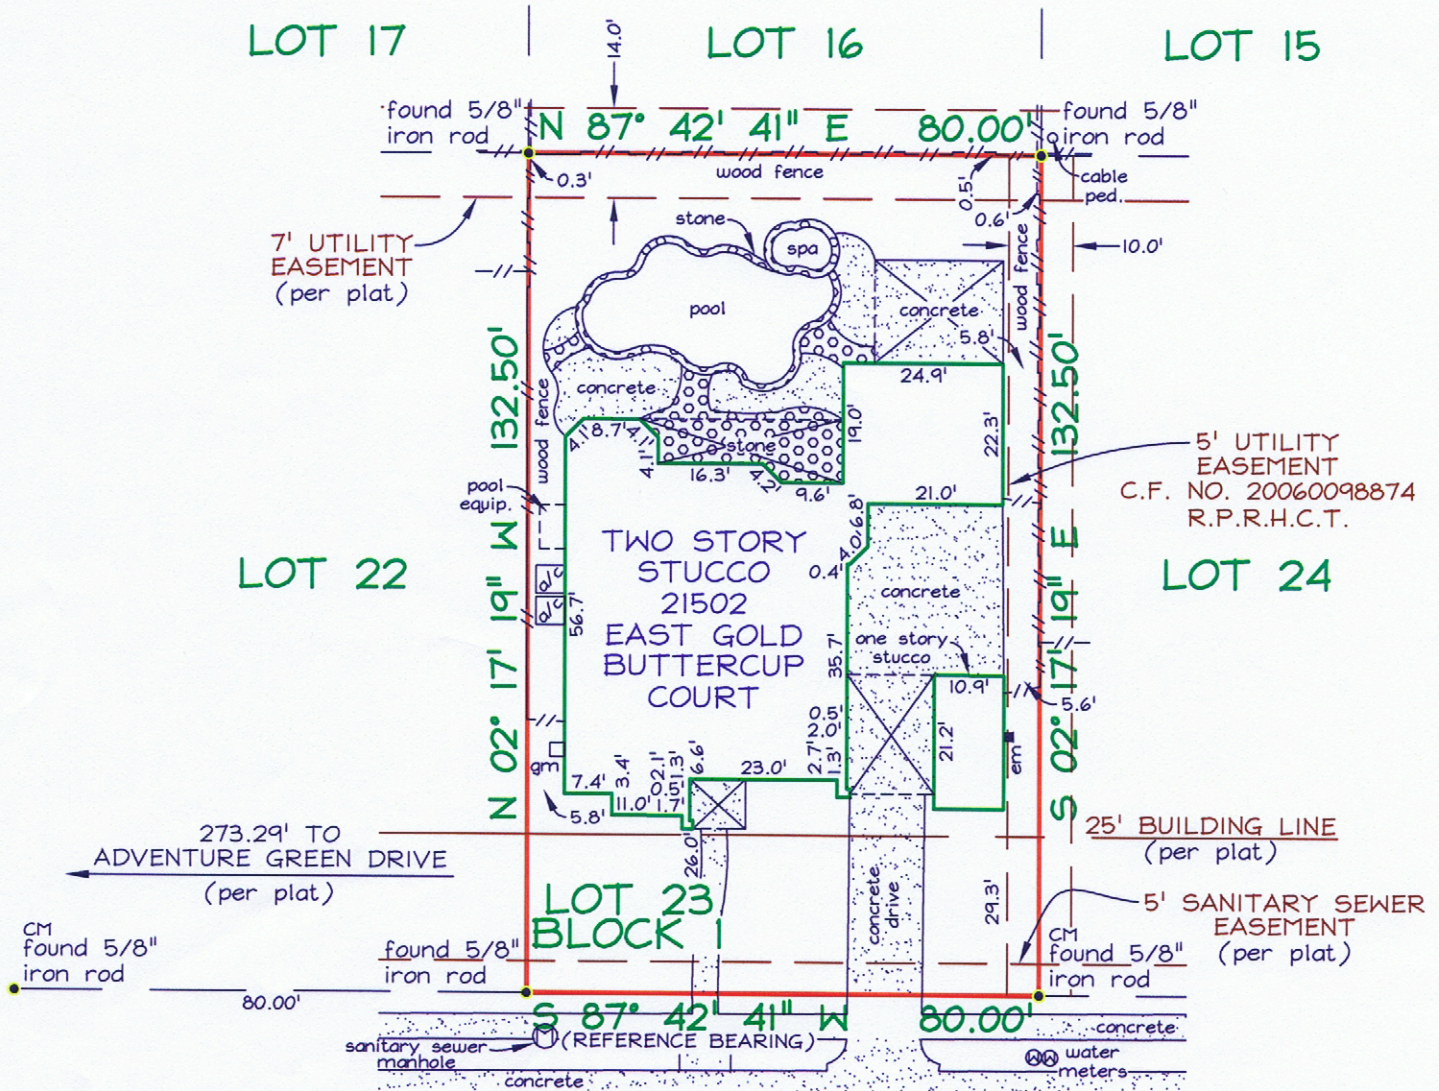 LOT 17
14.0'
LOT 16
LOT 15
found 5/8"
iron rod
N 87° 42' 41" E 80.00'
found 5/8"
iron rod
0.3'
wood fence
0.5'
0.6'
cable
ped.
7' UTILITY
EASEMENT
(per plat)
stone
spa
pool
wood fence
10.0'
concrete
5.8'
N 02° 17' 19" W 132.50'
S 02° 17' 19" E 132.50'
wood fence
concrete
24.9'
4.1'
8.7'
4.1'
4.1'
stone
19.0'
22.3'
16.3'
4.2'
9.6'
5' UTILITY
EASEMENT
C.F. NO. 20060098874
R.P.R.H.C.T.
pool
equip.
21.0'
6.8'
4.0'
0.4'
LOT 22
a/c
a/c
56.7'
TWO STORY
STUCCO
21502
EAST GOLD
BUTTERCUP
COURT
concrete
LOT 24
35.7'
one story
stucco
10.9'
5.6'
0.5'
2.0'
2.7'
1.3'
21.2'
em
gm
7.4'
3.4'
11.0'
2.1'
1.3'
1.7'
6.6'
23.0'
5.8'
273.29' TO
ADVENTURE GREEN DRIVE
(per plat)
26.0'
25' BUILDING LINE
(per plat)
LOT 23
BLOCK 1
concrete
drive
29.3'
5' SANITARY SEWER
EASEMENT
(per plat)
CM
found 5/8"
iron rod
80.00'
found 5/8"
iron rod
CM
found 5/8"
iron rod
S 87° 42' 41" W 80.00'
(REFERENCE BEARING)
M
sanitary sewer
manhole
concrete
concrete
W W
water
meters